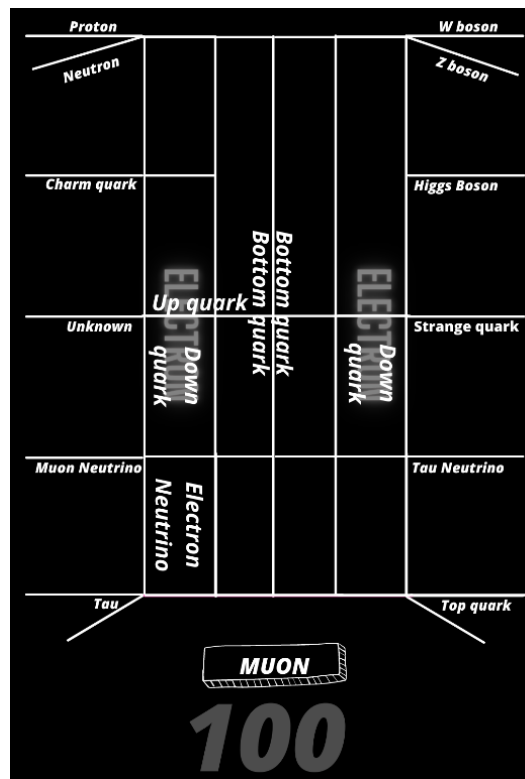 Proton
W boson
Neutron
Z boson
Charm quark
Higgs Boson
ELECTRON
Bottom quark
Bottom quark
ELECTRON
Up quark
Unknown
Strange quark
Down
quark
Down
quark
Muon Neutrino
Tau Neutrino
Electron
Neutrino
Tau
Top quark
MUON
100